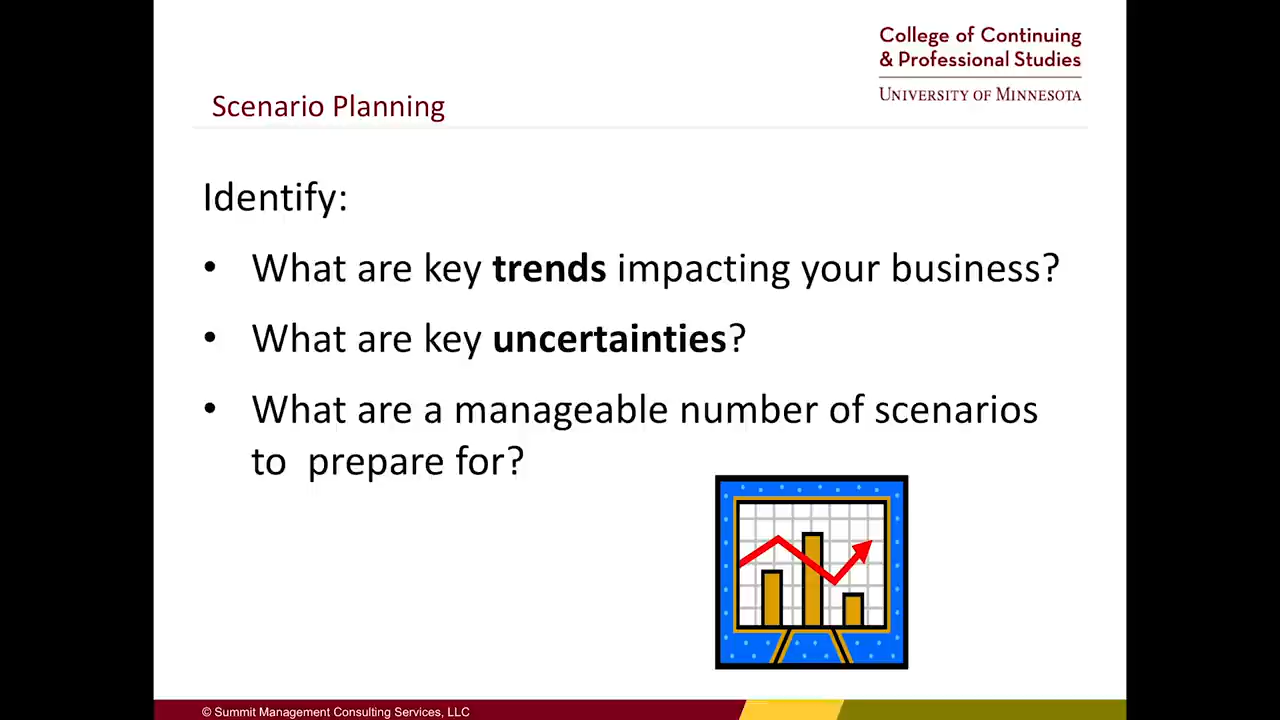 College of Continuing
& Professional Studies
UNIVERSITY OF MINNESOTA
Scenario Planning
Identify:
• What are key trends impacting your business?
• What are key uncertainties?
• What are a manageable number of scenarios
to prepare for?
© Summit Management Consulting Services, LLC